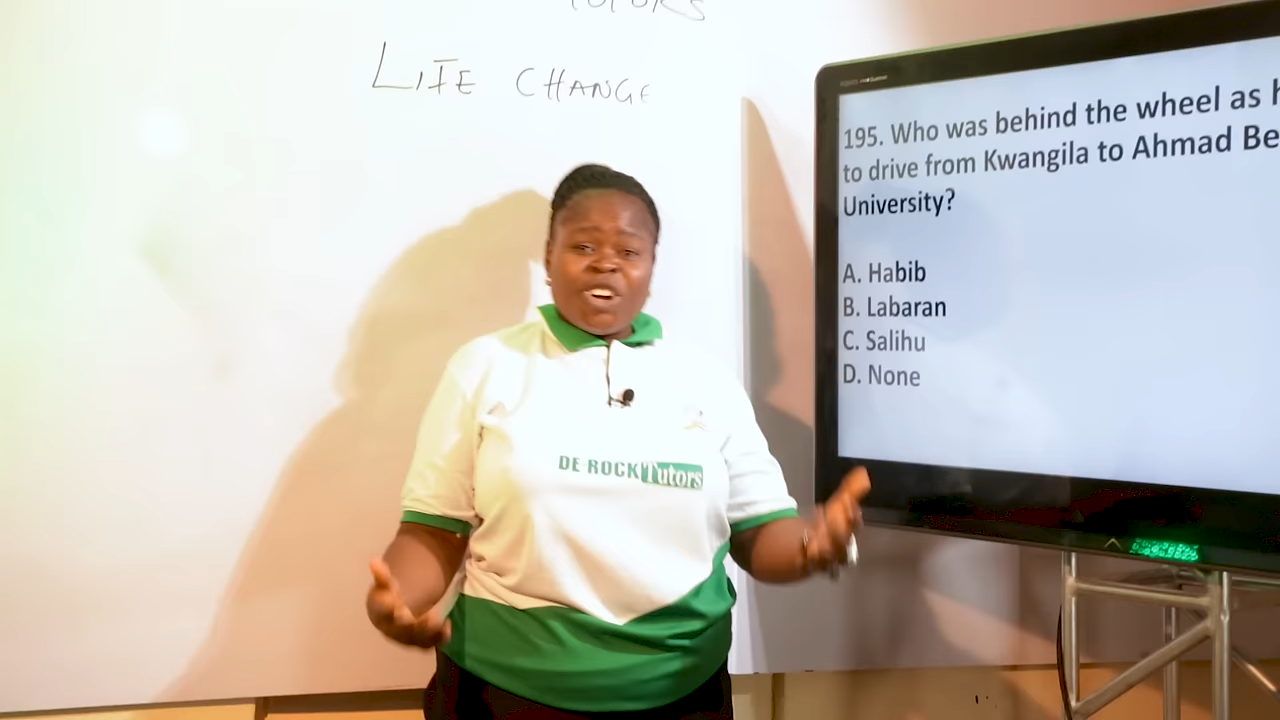 LIFE CHANGE
195. Who was behind the wheel as
to drive from Kwangila to Ahmad Be
University?
A. Habib
B. Labaran
C. Salihu
D. None
DE ROCK Tutors